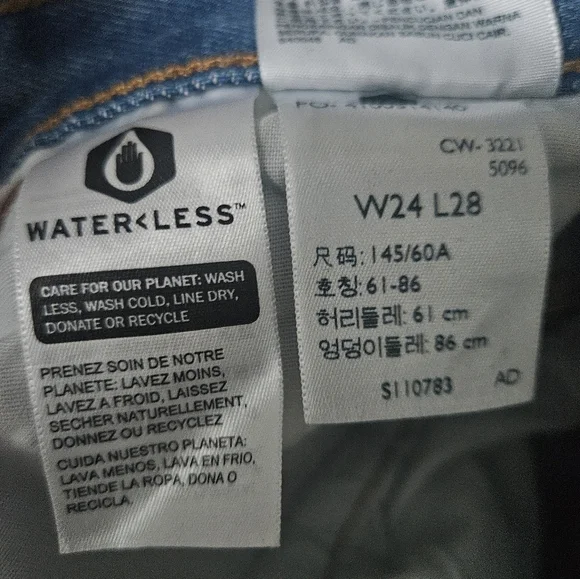 WATER<LESS™
CARE FOR OUR PLANET: WASH
LESS, WASH COLD, LINE DRY,
DONATE OR RECYCLE
PRENEZ SOIN DE NOTRE
PLANETE: LAVEZ MOINS,
LAVEZ A FROID, LAISSEZ
SECHER NATURELLEMENT,
DONNEZ OU RECYCLEZ
CUIDA NUESTRO PLANETA:
LAVA MENOS, LAVA EN FRIO,
TIENDE LA ROPA, DONA O
RECICLA.
CUCI CAIR.
CW-3221
5096
W24 L28
尺码: 145/60A
호칭: 61-86
허리둘레: 61 cm
엉덩이둘레: 86 cm
S110783 AD